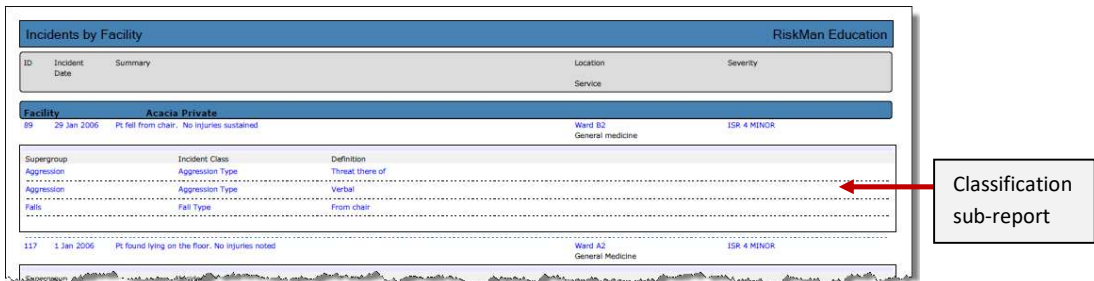 Incidents by Facility RiskMan Education
ID Incident Date Summary Location Severity
Service
Facility Acacia Private
89 29 Jan 2006 Pt fell from chair. No injuries sustained Ward B2 ISR 4 MINOR
General medicine
Supergroup Incident Class Definition
Aggression Aggression Type Threat there of
Aggression Aggression Type Verbal
Falls Fall Type From chair
117 1 Jan 2006 Pt found lying on the floor. No injuries noted Ward A2 ISR 4 MINOR
General Medicine
Classification
sub-report